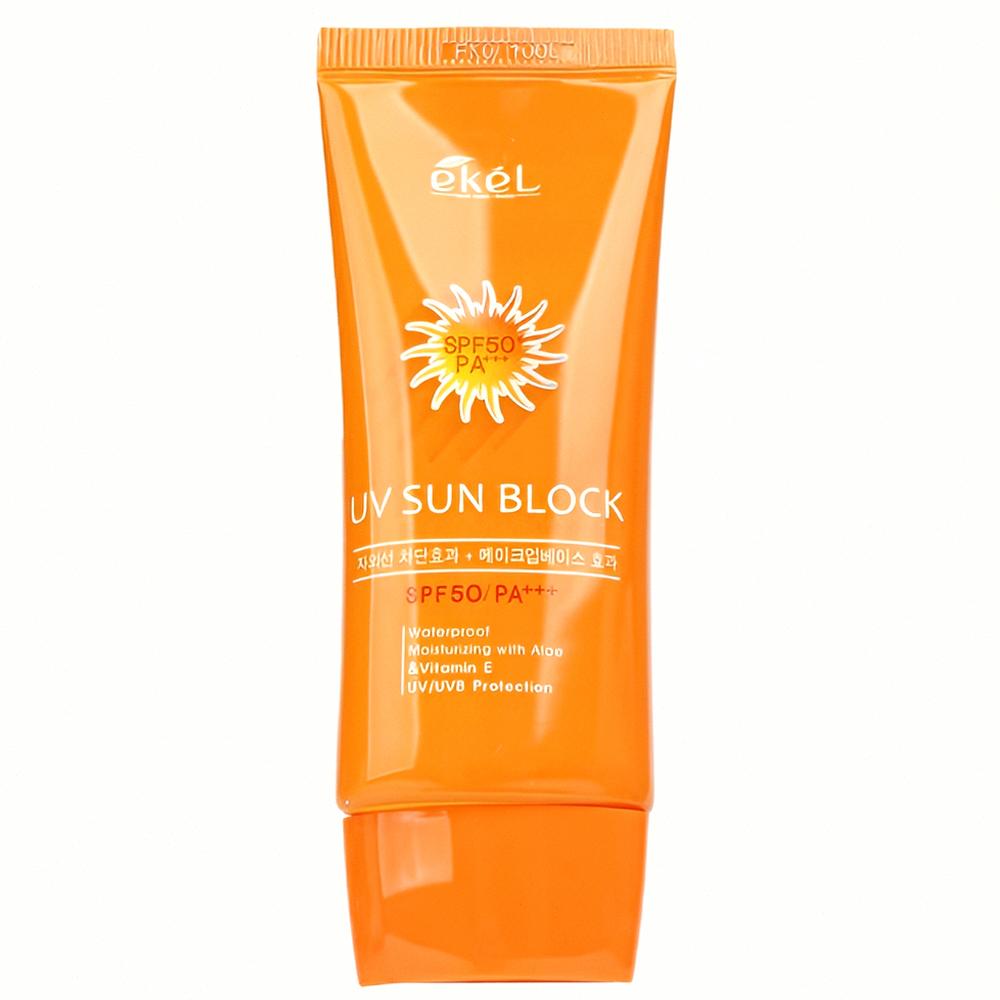 ekéL
SPF50
PA+++
UV SUN BLOCK
자외선 차단효과 + 메이크업베이스 효과
SPF50/PA+++
Waterproof
Moisturizing with Aloe
&Vitamin E
UV/UVB Protection